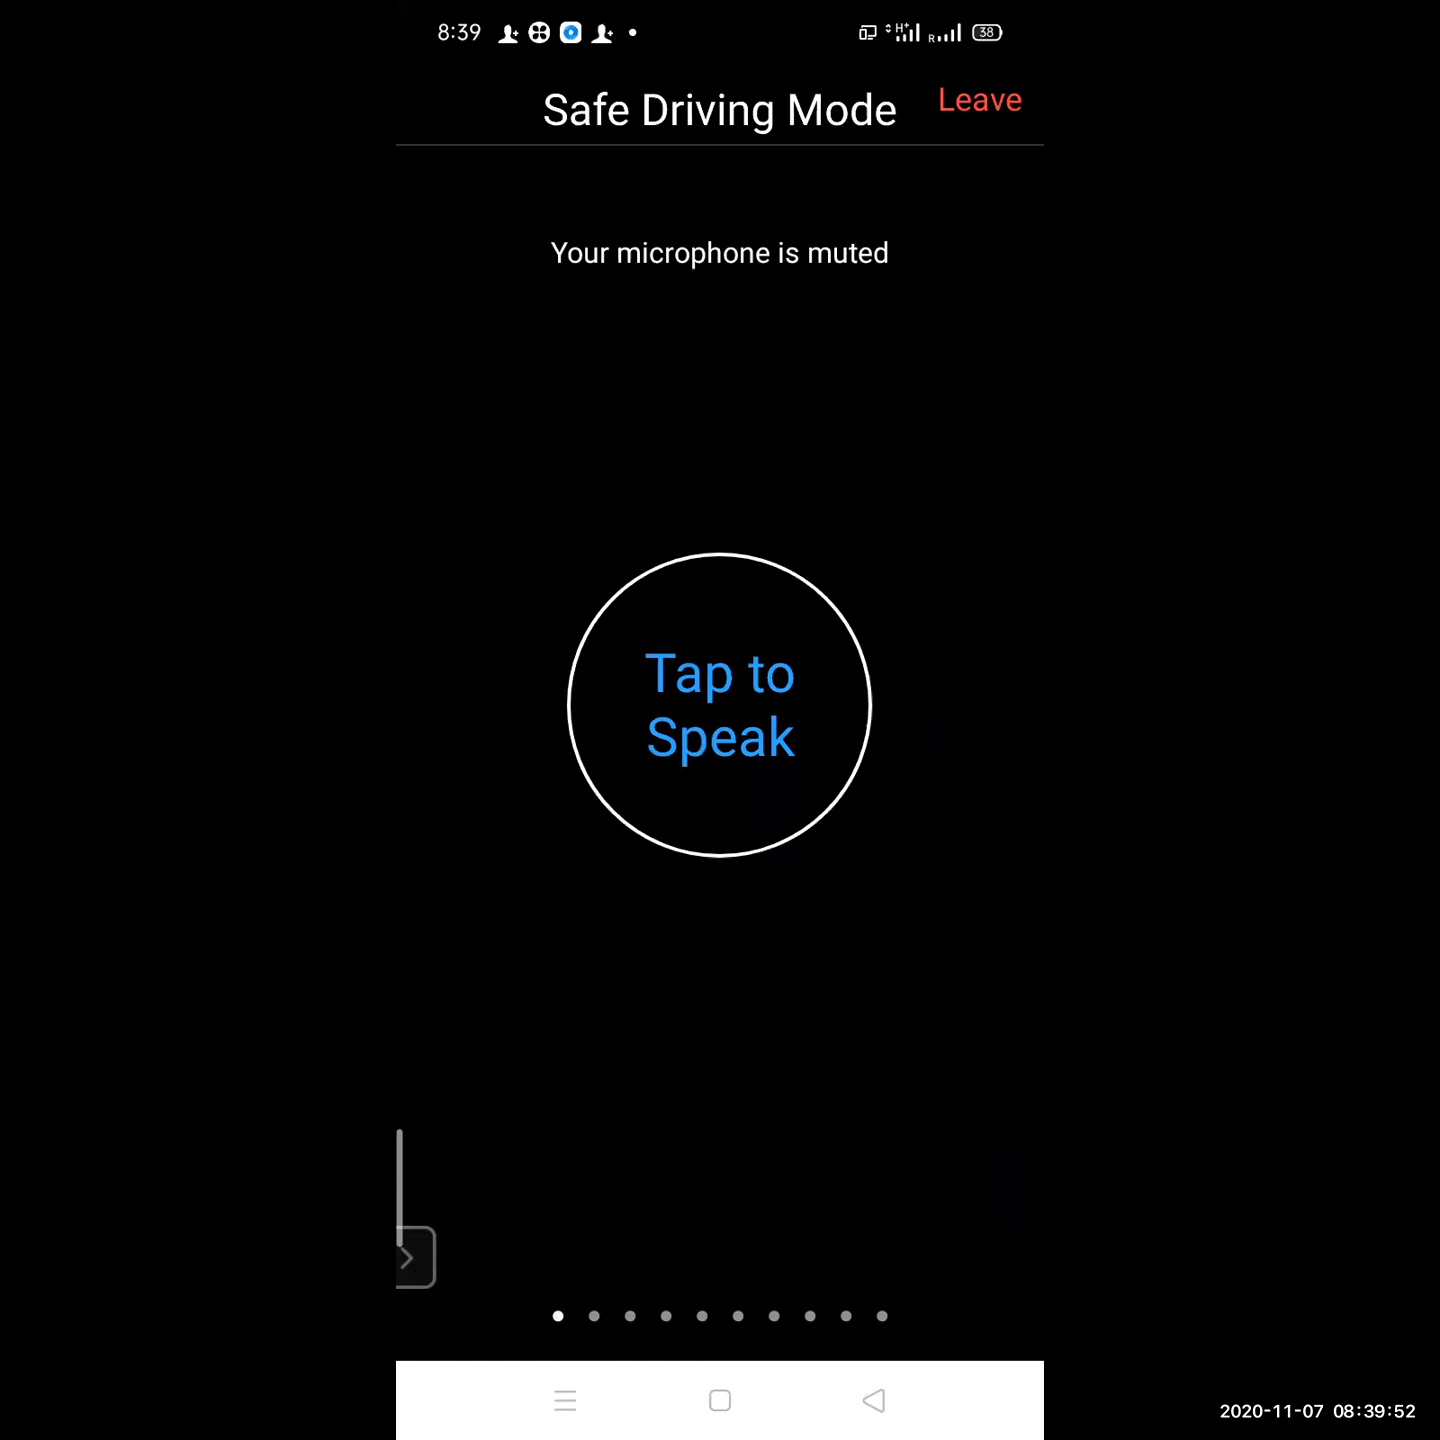 8:39
H+
R
38
Safe Driving Mode
Leave
Your microphone is muted
Tap to
Speak
2020-11-07 08:39:52